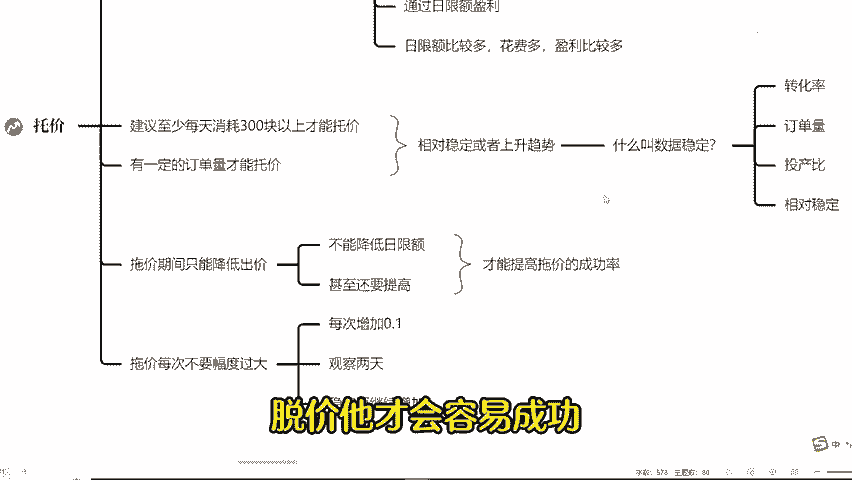 通过日限额盈利
日限额比较多，花费多，盈利比较多
托价
建议至少每天消耗300块以上才能托价
有一定的订单量才能托价
相对稳定或者上升趋势
什么叫数据稳定？
转化率
订单量
投产比
相对稳定
拖价期间只能降低出价
不能降低日限额
甚至还要提高
才能提高拖价的成功率
拖价每次不要幅度过大
每次增加0.1
观察两天
脱价他才会容易成功
中